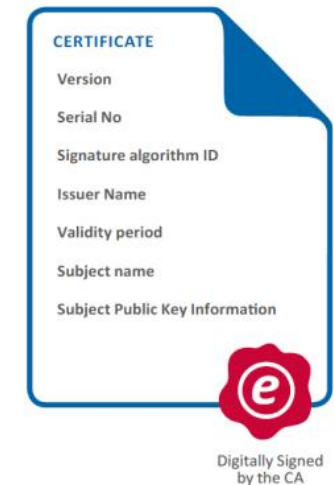 CERTIFICATE
Version
Serial No
Signature algorithm ID
Issuer Name
Validity period
Subject name
Subject Public Key Information
e
Digitally Signed
by the CA